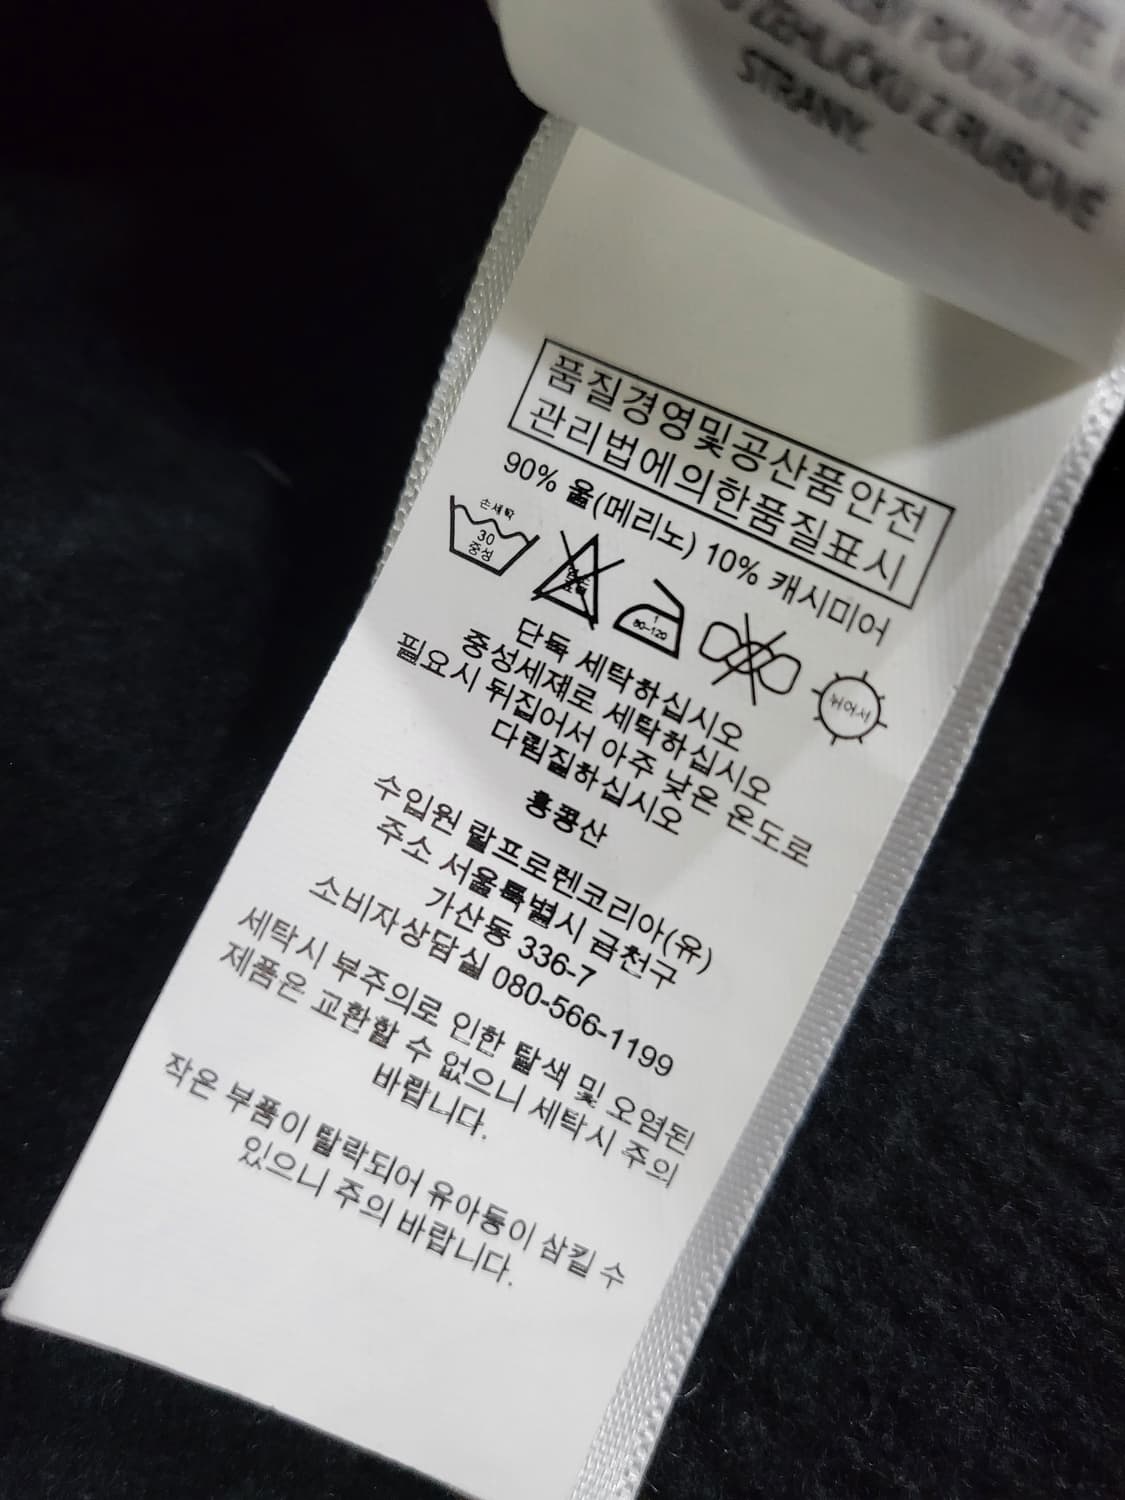 STRANY.
품질경영및공산품안전
관리법에의한품질표시
90% 울(메리노) 10% 캐시미어
손세탁
30
중성
1
80-120
뉘어서
단독 세탁하십시오
중성세제로 세탁하십시오
필요시 뒤집어서 아주 낮은 온도로
다림질하십시오
홍콩산
수입원 랄프로렌코리아(유)
주소 서울특별시 금천구
가산동 336-7
소비자상담실 080-566-1199
세탁시 부주의로 인한 탈색 및 오염된
제품은 교환할 수 없으니 세탁시 주의
바랍니다.
작은 부품이 탈락되어 유아동이 삼킬 수
있으니 주의 바랍니다.